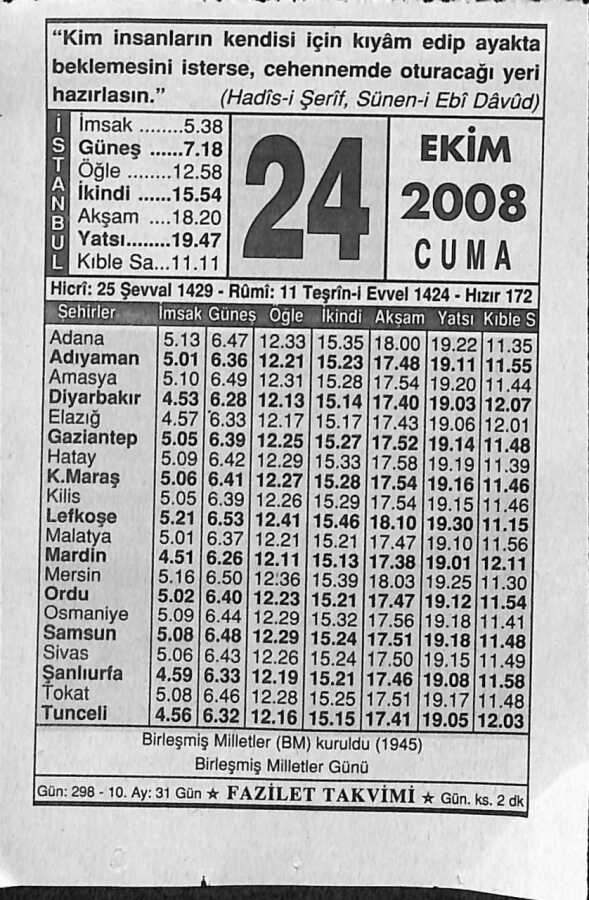 “Kim insanların kendisi için kıyâm edip ayakta
beklemesini isterse, cehennemde oturacağı yeri
hazırlasın.” (Hadîs-i Şerîf, Sünen-i Ebî Dâvûd)
İSTANBUL
İmsak ........5.38
Güneş ......7.18
Öğle ........12.58
İkindi ......15.54
Akşam ....18.20
Yatsı........19.47
Kıble Sa...11.11
24
EKİM
2008
CUMA
Hicrî: 25 Şevval 1429 - Rûmî: 11 Teşrîn-i Evvel 1424 - Hızır 172
Şehirler İmsak Güneş Öğle İkindi Akşam Yatsı Kıble S
Adana 5.13 6.47 12.33 15.35 18.00 19.22 11.35
Adıyaman 5.01 6.36 12.21 15.23 17.48 19.11 11.55
Amasya 5.10 6.49 12.31 15.28 17.54 19.20 11.44
Diyarbakır 4.53 6.28 12.13 15.14 17.40 19.03 12.07
Elazığ 4.57 6.33 12.17 15.17 17.43 19.06 12.01
Gaziantep 5.05 6.39 12.25 15.27 17.52 19.14 11.48
Hatay 5.09 6.42 12.29 15.33 17.58 19.19 11.39
K.Maraş 5.06 6.41 12.27 15.28 17.54 19.16 11.46
Kilis 5.05 6.39 12.26 15.29 17.54 19.15 11.46
Lefkoşe 5.21 6.53 12.41 15.46 18.10 19.30 11.15
Malatya 5.01 6.37 12.21 15.21 17.47 19.10 11.56
Mardin 4.51 6.26 12.11 15.13 17.38 19.01 12.11
Mersin 5.16 6.50 12.36 15.39 18.03 19.25 11.30
Ordu 5.02 6.40 12.23 15.21 17.47 19.12 11.54
Osmaniye 5.09 6.44 12.29 15.32 17.56 19.18 11.41
Samsun 5.08 6.48 12.29 15.24 17.51 19.18 11.48
Sivas 5.06 6.43 12.26 15.24 17.50 19.15 11.49
Şanlıurfa 4.59 6.33 12.19 15.21 17.46 19.08 11.58
Tokat 5.08 6.46 12.28 15.25 17.51 19.17 11.48
Tunceli 4.56 6.32 12.16 15.15 17.41 19.05 12.03
Birleşmiş Milletler (BM) kuruldu (1945)
Birleşmiş Milletler Günü
Gün: 298 - 10. Ay: 31 Gün ★ FAZİLET TAKVİMİ ★ Gün. ks. 2 dk